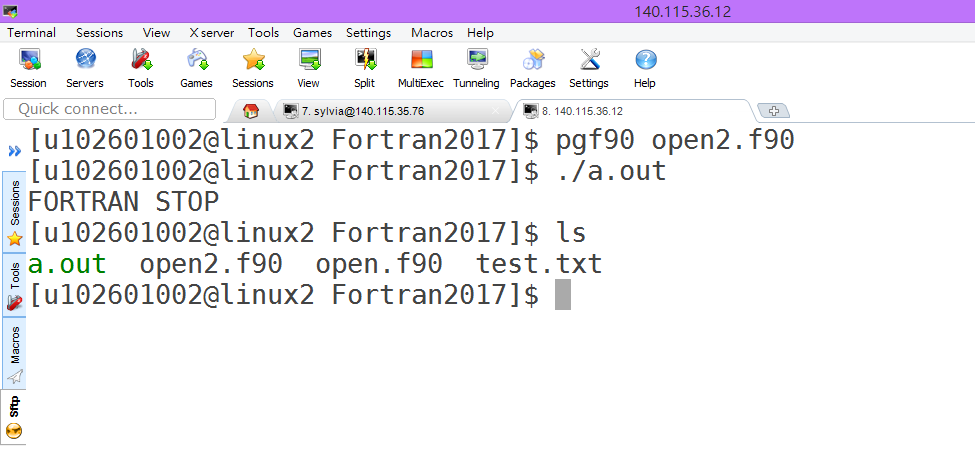 140.115.36.12
Terminal Sessions View X server Tools Games Settings Macros Help
Session Servers Tools Games Sessions View Split MultiExec Tunneling Packages Settings Help
Quick connect... 7. sylvia@140.115.35.76 8. 140.115.36.12
[u102601002@linux2 Fortran2017]$ pgf90 open2.f90
[u102601002@linux2 Fortran2017]$ ./a.out
FORTRAN STOP
[u102601002@linux2 Fortran2017]$ ls
a.out  open2.f90  open.f90  test.txt
[u102601002@linux2 Fortran2017]$
Sessions
Tools
Macros
Sftp